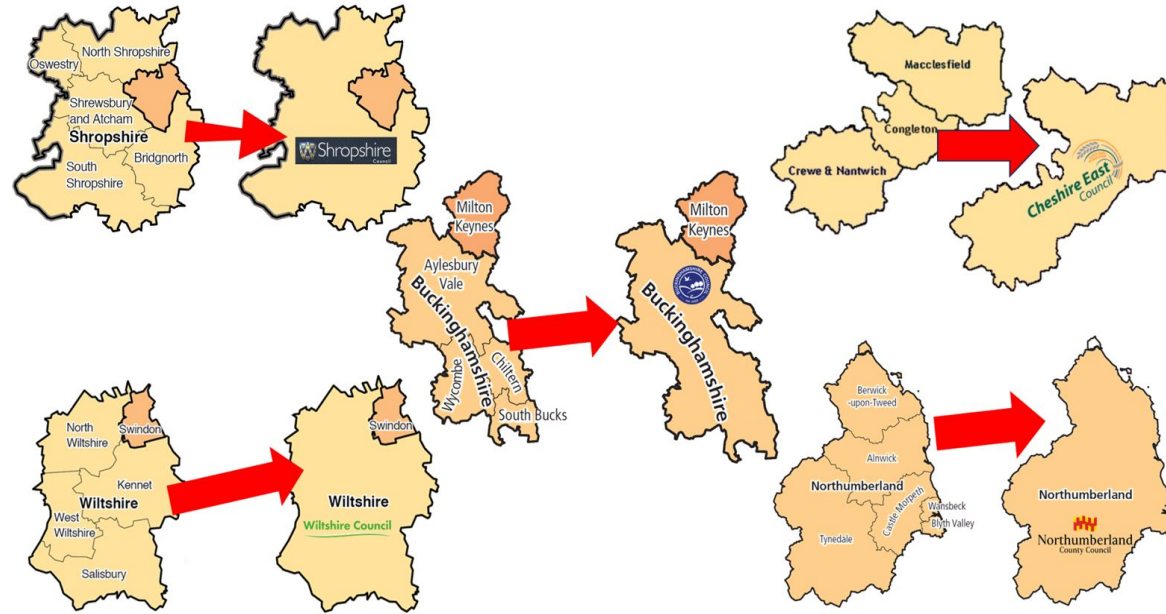 North Shropshire
Oswestry
Shrewsbury
and Atcham
Shropshire
Bridgnorth
South
Shropshire
Shropshire
Council
Macclesfield
Congleton
Crewe & Nantwich
Cheshire East
Council
Milton
Keynes
Aylesbury
Vale
Buckinghamshire
Wycombe
Chiltern
South Bucks
Milton
Keynes
BUCKINGHAMSHIRE COUNCIL
Buckinghamshire
North
Wiltshire
Swindon
Kennet
Wiltshire
West
Wiltshire
Salisbury
Swindon
Wiltshire
Wiltshire Council
Berwick
-upon-Tweed
Alnwick
Northumberland
Castle Morpeth
Wansbeck
Blyth Valley
Tynedale
Northumberland
Northumberland
County Council